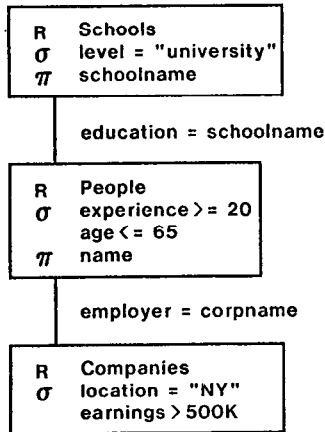 R Schools
σ level = "university"
π schoolname
education = schoolname
R People
σ experience >= 20
age <= 65
π name
employer = corpname
R Companies
σ location = "NY"
earnings > 500K